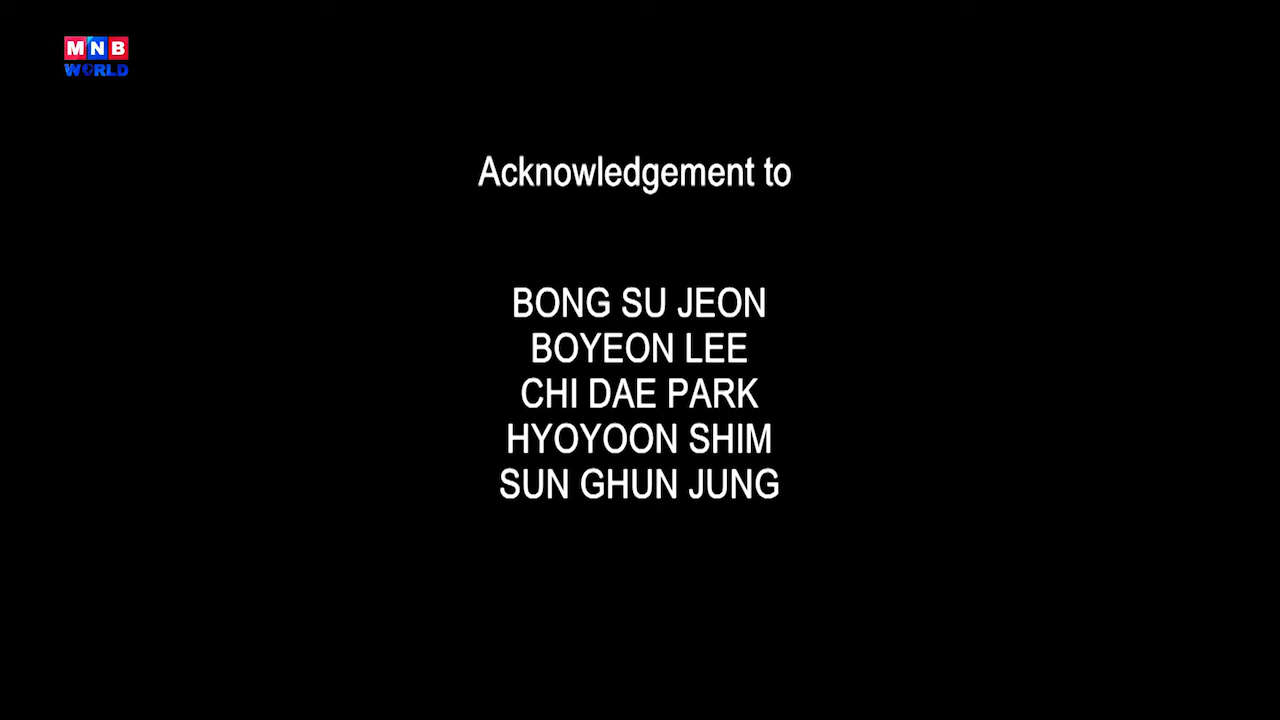 MNB
WORLD
Acknowledgement to
BONG SU JEON
BOYEON LEE
CHI DAE PARK
HYOYOON SHIM
SUN GHUN JUNG